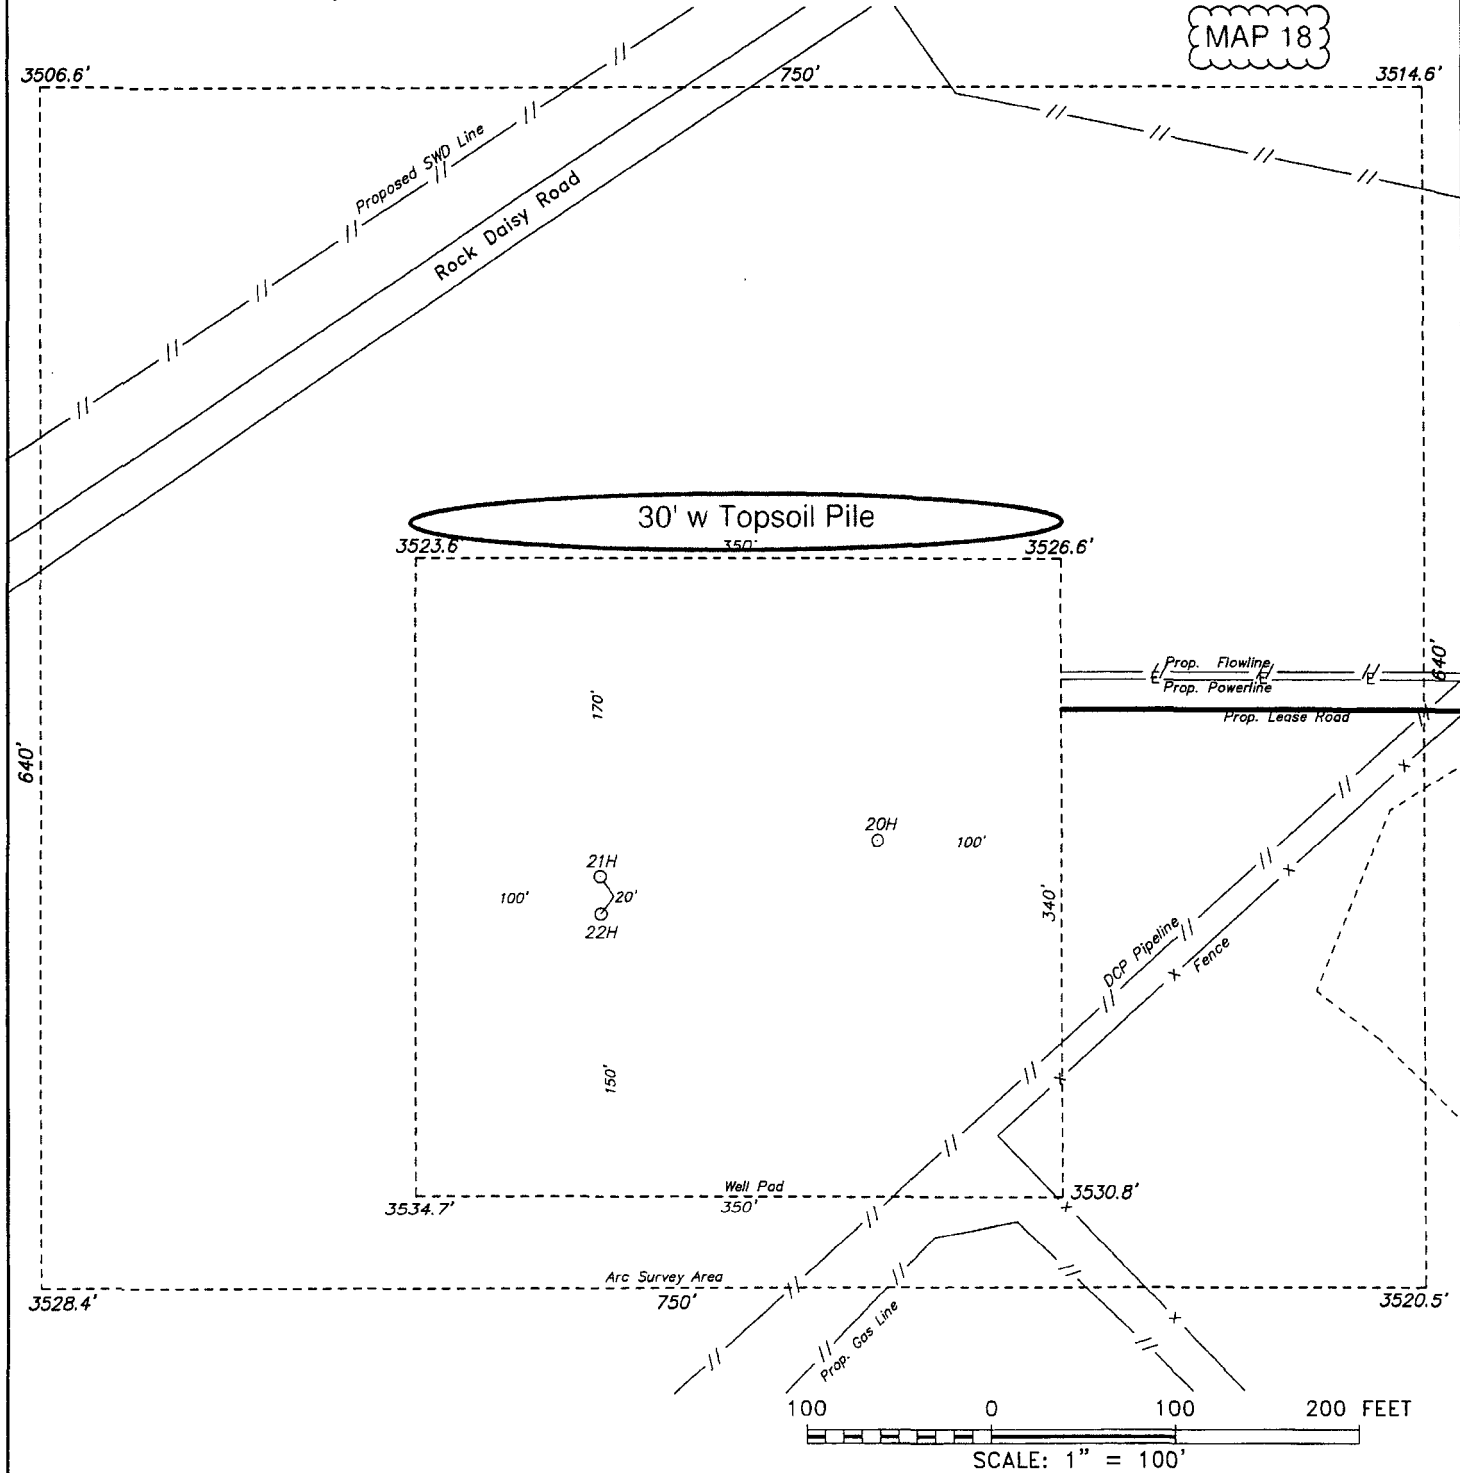 MAP 18
3506.6'
750'
3514.6'
Proposed SWD Line
Rock Daisy Road
30' w Topsoil Pile
3523.6'
350'
3526.6'
640'
Prop. Flowline
E
E
E
Prop. Powerline
Prop. Lease Road
170'
640'
20H
100'
21H
100'
20'
22H
340'
DCP Pipeline
Fence
150'
Well Pad
3534.7'
350'
3530.8'
Arc Survey Area
3528.4'
750'
3520.5'
Prop. Gas Line
100 0 100 200 FEET
SCALE: 1" = 100'